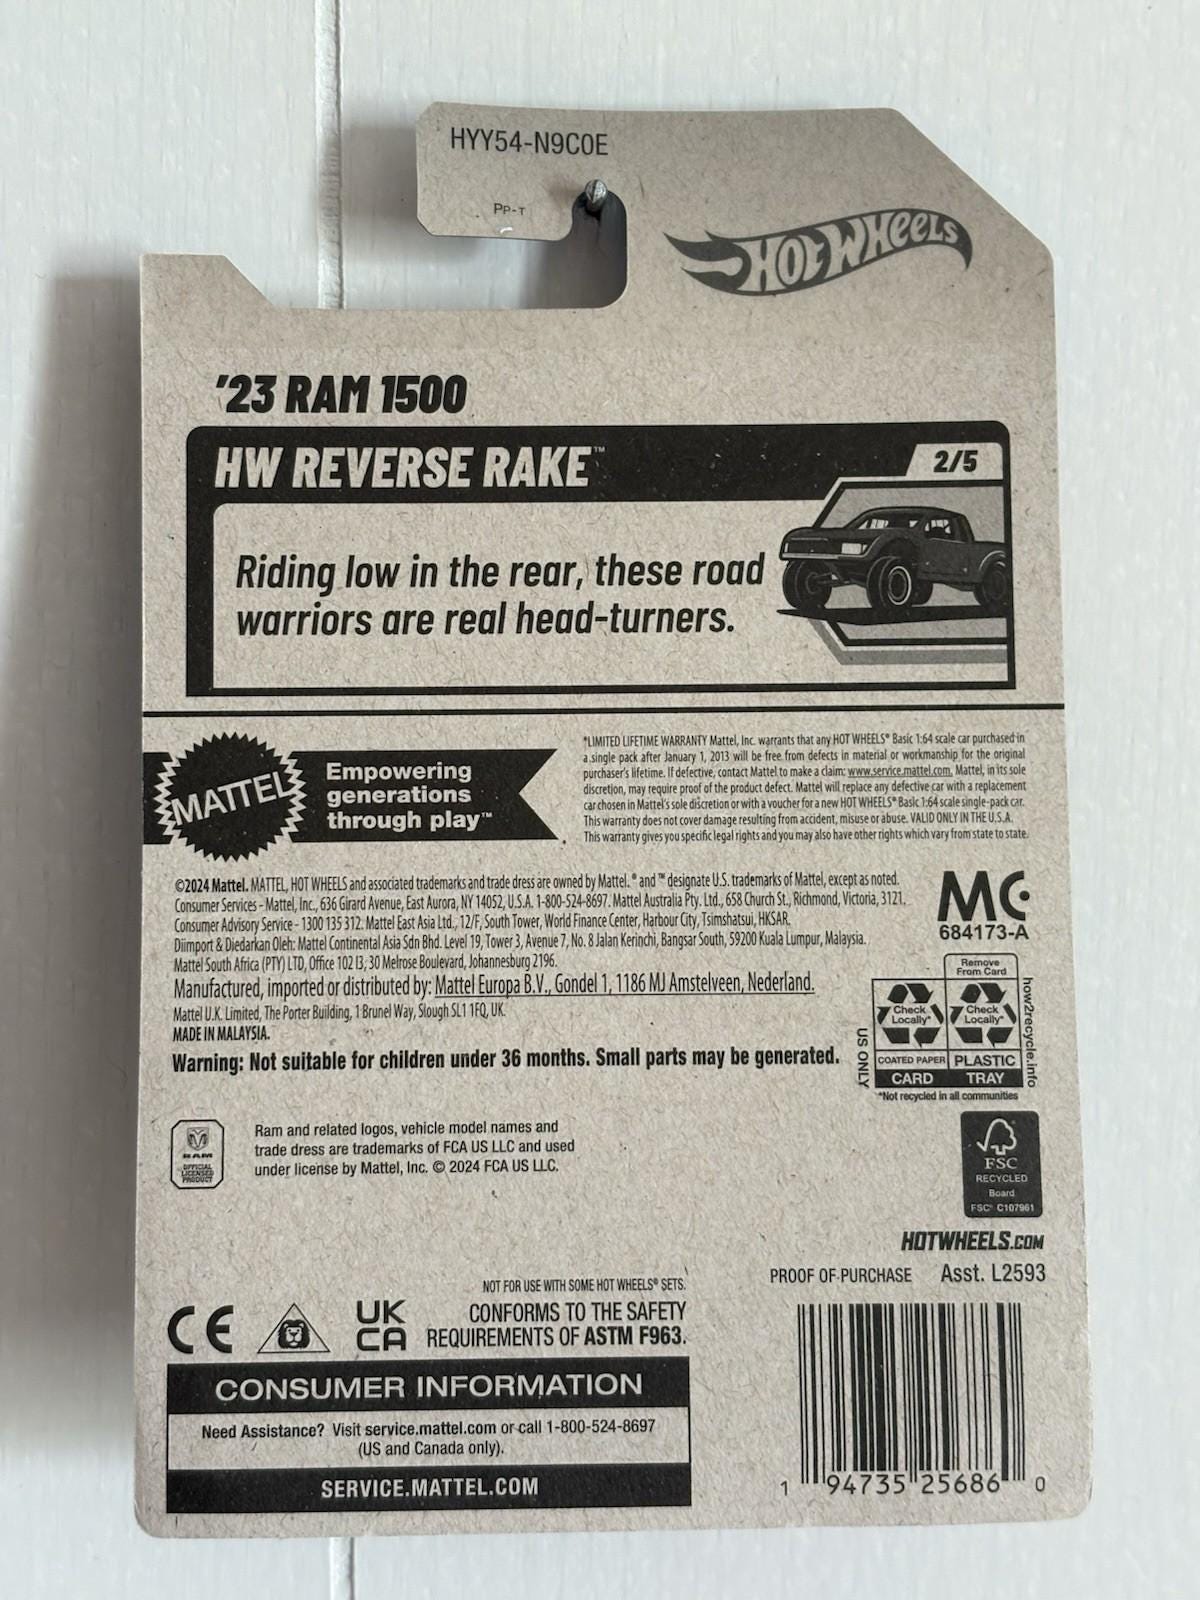 HYY54-N9C0E
PP-T
HOT WHEELS
'23 RAM 1500
HW REVERSE RAKE™
2/5
Riding low in the rear, these road
warriors are real head-turners.
MATTEL
Empowering
generations
through play™
*LIMITED LIFETIME WARRANTY Mattel, Inc. warrants that any HOT WHEELS® Basic 1:64 scale car purchased in
a single pack after January 1, 2013 will be free from defects in material or workmanship for the original
purchaser's lifetime. If defective, contact Mattel to make a claim: www.service.mattel.com. Mattel, in its sole
discretion, may require proof of the product defect. Mattel will replace any defective car with a replacement
car chosen in Mattel's sole discretion or with a voucher for a new HOT WHEELS® Basic 1:64 scale single-pack car.
This warranty does not cover damage resulting from accident, misuse or abuse. VALID ONLY IN THE U.S.A.
This warranty gives you specific legal rights and you may also have other rights which vary from state to state.
©2024 Mattel. MATTEL, HOT WHEELS and associated trademarks and trade dress are owned by Mattel. ® and ™ designate U.S. trademarks of Mattel, except as noted.
Consumer Services - Mattel, Inc., 636 Girard Avenue, East Aurora, NY 14052, U.S.A. 1-800-524-8697. Mattel Australia Pty. Ltd., 658 Church St., Richmond, Victoria, 3121.
Consumer Advisory Service - 1300 135 312. Mattel East Asia Ltd., 12/F, South Tower, World Finance Center, Harbour City, Tsimshatsui, HKSAR.
Diimport & Diedarkan Oleh: Mattel Continental Asia Sdn Bhd. Level 19, Tower 3, Avenue 7, No. 8 Jalan Kerinchi, Bangsar South, 59200 Kuala Lumpur, Malaysia.
Mattel South Africa (PTY) LTD, Office 102 I3, 30 Melrose Boulevard, Johannesburg 2196.
Manufactured, imported or distributed by: Mattel Europa B.V., Gondel 1, 1186 MJ Amstelveen, Nederland.
Mattel U.K. Limited, The Porter Building, 1 Brunel Way, Slough SL1 1FQ, UK.
MADE IN MALAYSIA.
Warning: Not suitable for children under 36 months. Small parts may be generated.
MC
684173-A
Remove
From Card
Check
Locally*
Check
Locally*
COATED PAPER
PLASTIC
CARD
TRAY
US ONLY
how2recycle.info
*Not recycled in all communities
RAM
OFFICIAL
LICENSED
PRODUCT
Ram and related logos, vehicle model names and
trade dress are trademarks of FCA US LLC and used
under license by Mattel, Inc. © 2024 FCA US LLC.
FSC
RECYCLED
Board
FSC® C107961
HOTWHEELS.COM
PROOF OF PURCHASE
Asst. L2593
NOT FOR USE WITH SOME HOT WHEELS® SETS.
CE
UK
CA
CONFORMS TO THE SAFETY
REQUIREMENTS OF ASTM F963.
CONSUMER INFORMATION
Need Assistance? Visit service.mattel.com or call 1-800-524-8697
(US and Canada only).
SERVICE.MATTEL.COM
1 94735 25686 0